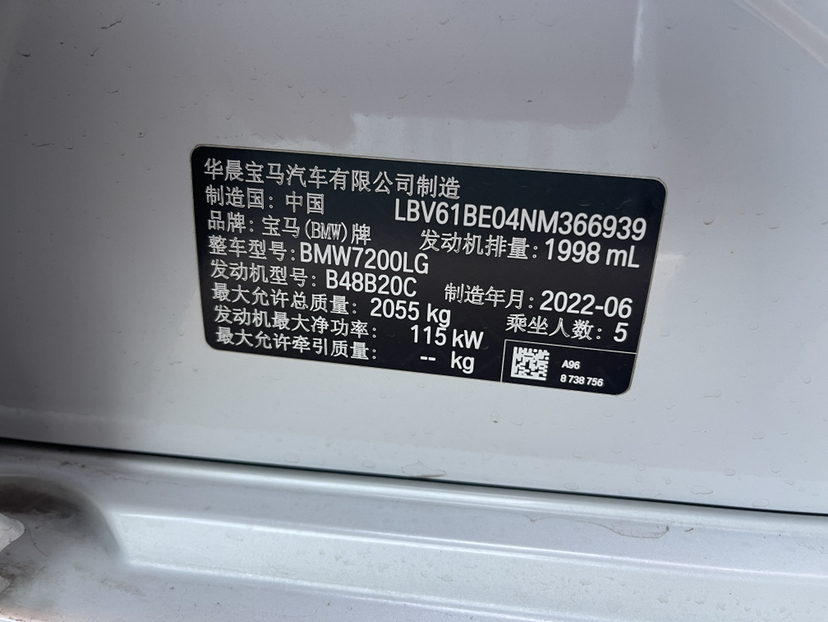 华晨宝马汽车有限公司制造
制造国: 中国 LBV61BE04NM366939
品牌: 宝马(BMW)牌 发动机排量: 1998 mL
整车型号: BMW7200LG
发动机型号: B48B20C 制造年月: 2022-06
最大允许总质量: 2055 kg 乘坐人数: 5
发动机最大净功率: 115 kW
最大允许牵引质量: -- kg
A96
8 738 756